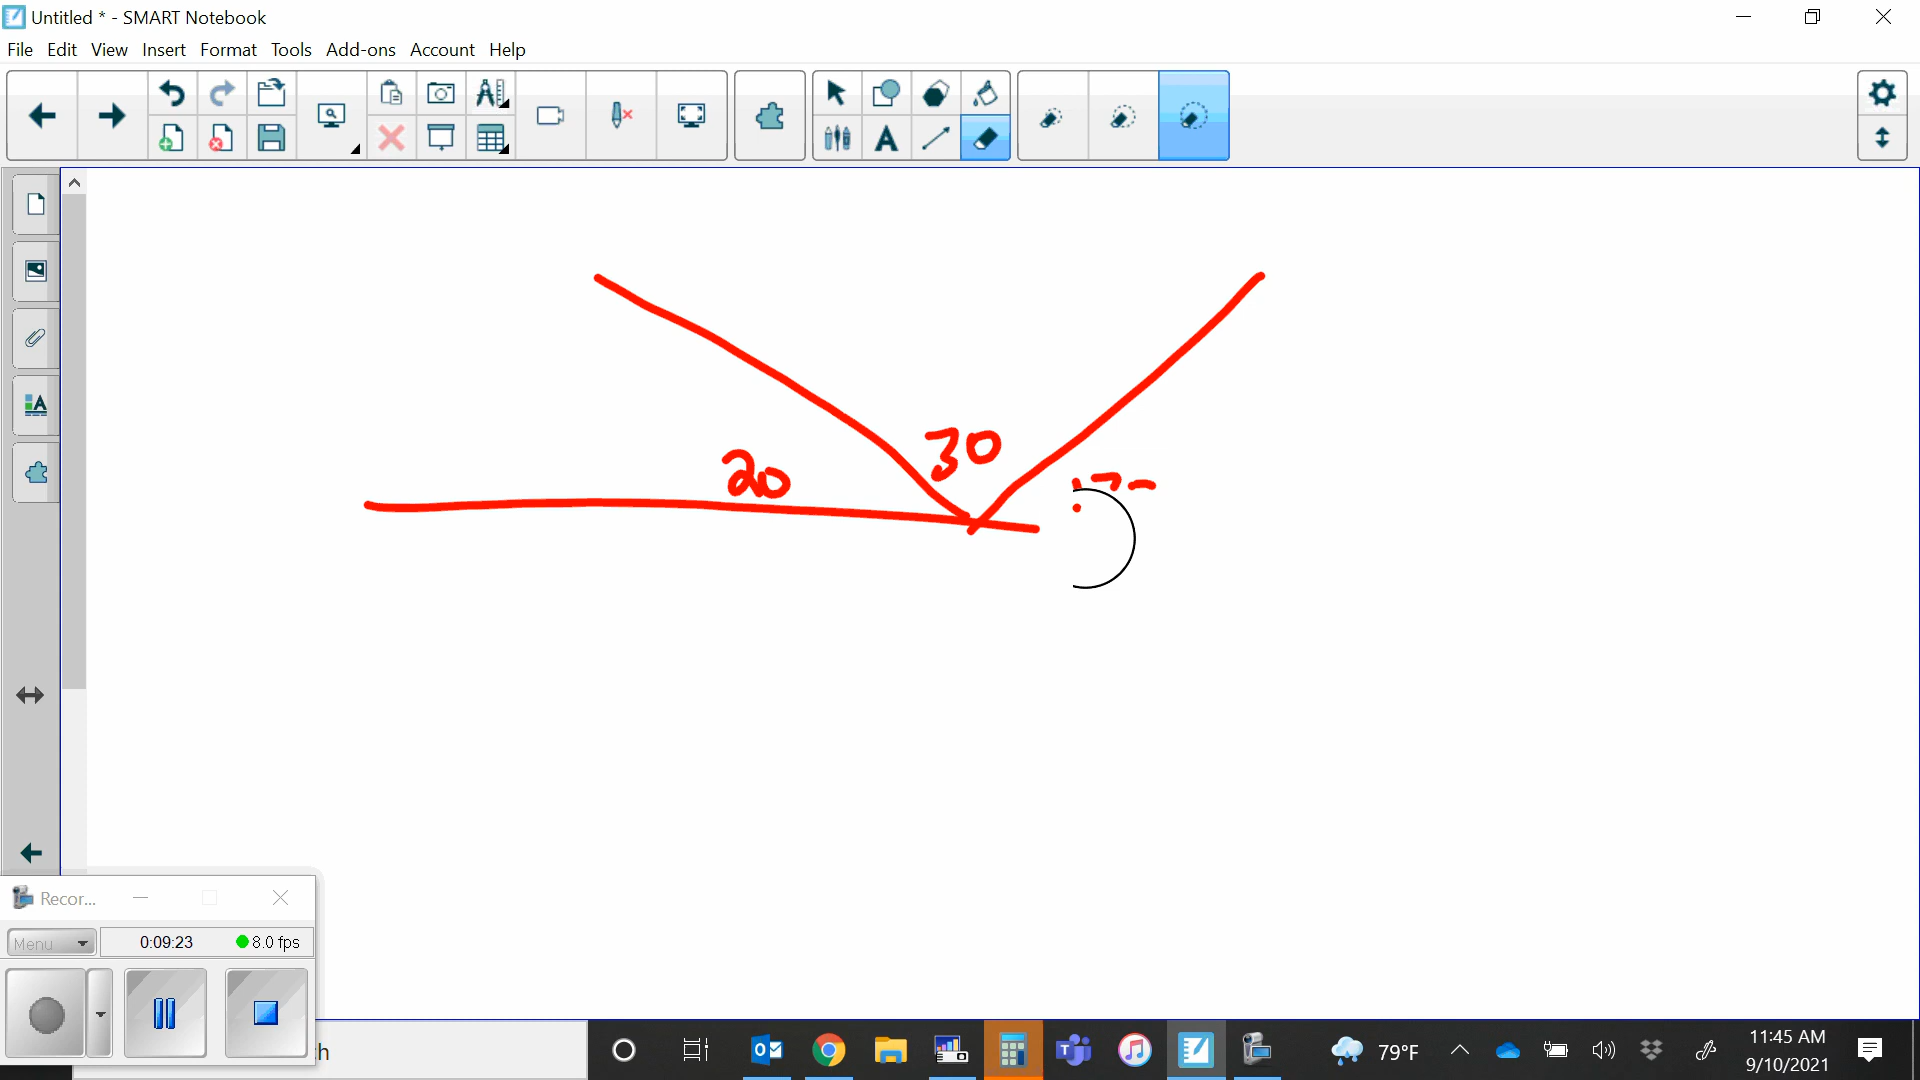 Untitled * - SMART Notebook
File Edit View Insert Format Tools Add-ons Account Help
30
20
Recor...
Menu 0:09:23 8.0 fps
h
79°F
11:45 AM
9/10/2021